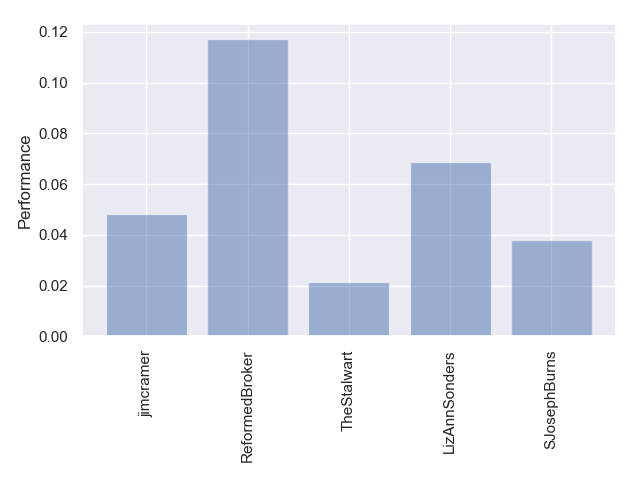 0.12
0.10
0.08
0.06
0.04
0.02
0.00
Performance
jimcramer
ReformedBroker
TheStalwart
LizAnnSonders
SJosephBurns